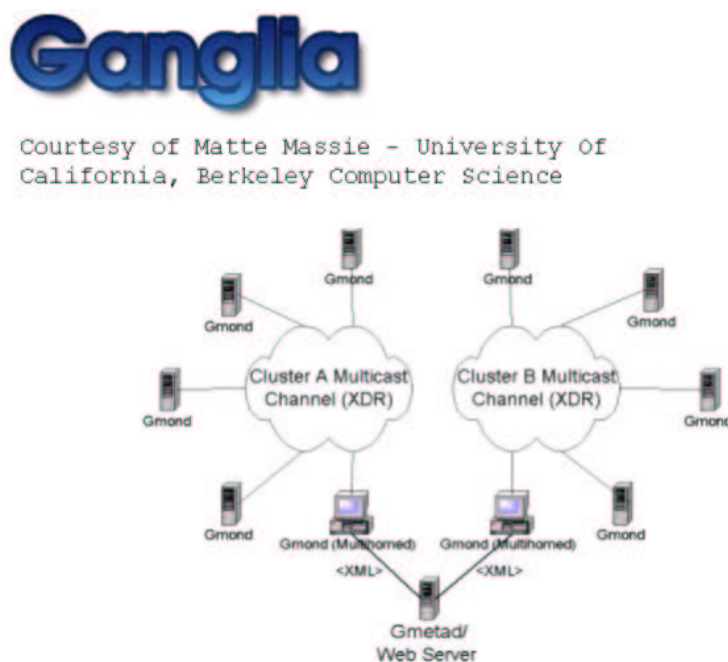 Ganglia
Courtesy of Matte Massie - University Of
California, Berkeley Computer Science
Gmond
Gmond
Gmond
Gmond
Cluster A Multicast
Channel (XDR)
Cluster B Multicast
Channel (XDR)
Gmond
Gmond
Gmond
Gmond
Gmond (Multihomed)
Gmond (Multihomed)
<XML>
<XML>
Gmetad/
Web Server